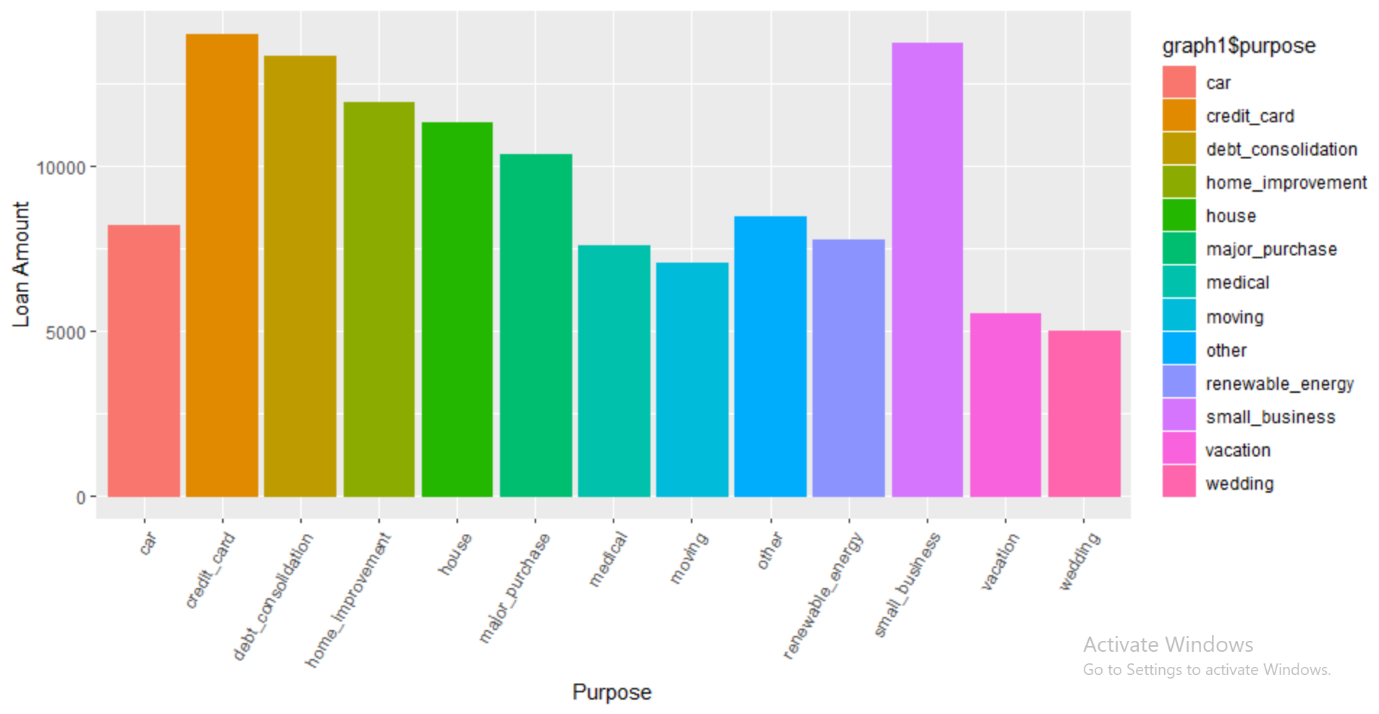 graph1$purpose
car
credit_card
debt_consolidation
home_improvement
house
major_purchase
medical
moving
other
renewable_energy
small_business
vacation
wedding
Loan Amount
10000
5000
0
car
credit_card
debt_consolidation
home_improvement
house
major_purchase
medical
moving
other
renewable_energy
small_business
vacation
wedding
Purpose
Activate Windows
Go to Settings to activate Windows.